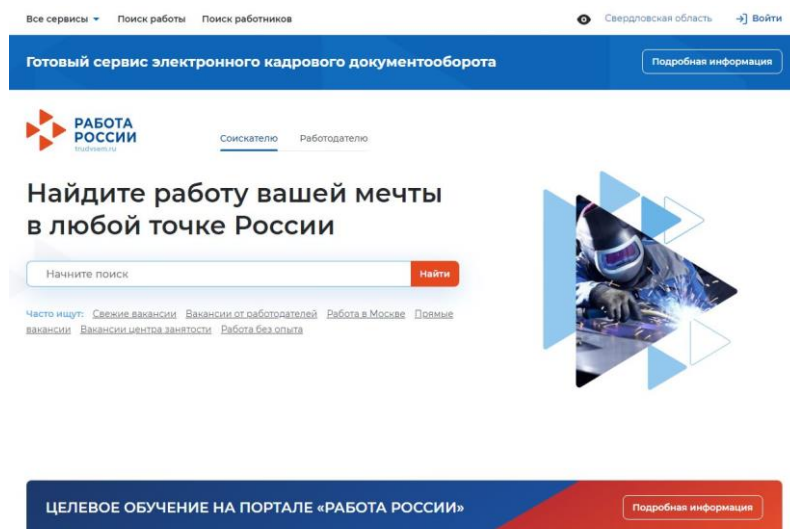 Все сервисы Поиск работы Поиск работников Свердловская область Войти
Готовый сервис электронного кадрового документооборота Подробная информация
РАБОТА
РОССИИ
trudvsem.ru
Соискателю Работодателю
Найдите работу вашей мечты
в любой точке России
Начните поиск Найти
Часто ищут: Свежие вакансии Вакансии от работодателей Работа в Москве Прямые
вакансии Вакансии центра занятости Работа без опыта
ЦЕЛЕВОЕ ОБУЧЕНИЕ НА ПОРТАЛЕ «РАБОТА РОССИИ» Подробная информация